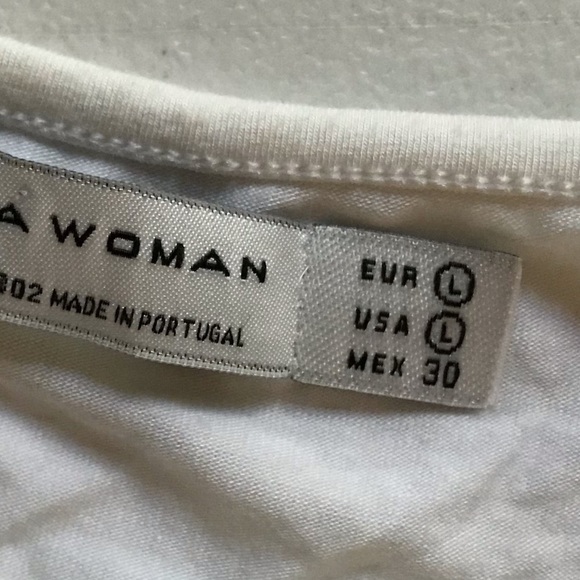 A WOMAN
302 MADE IN PORTUGAL
EUR L
USA L
MEX 30